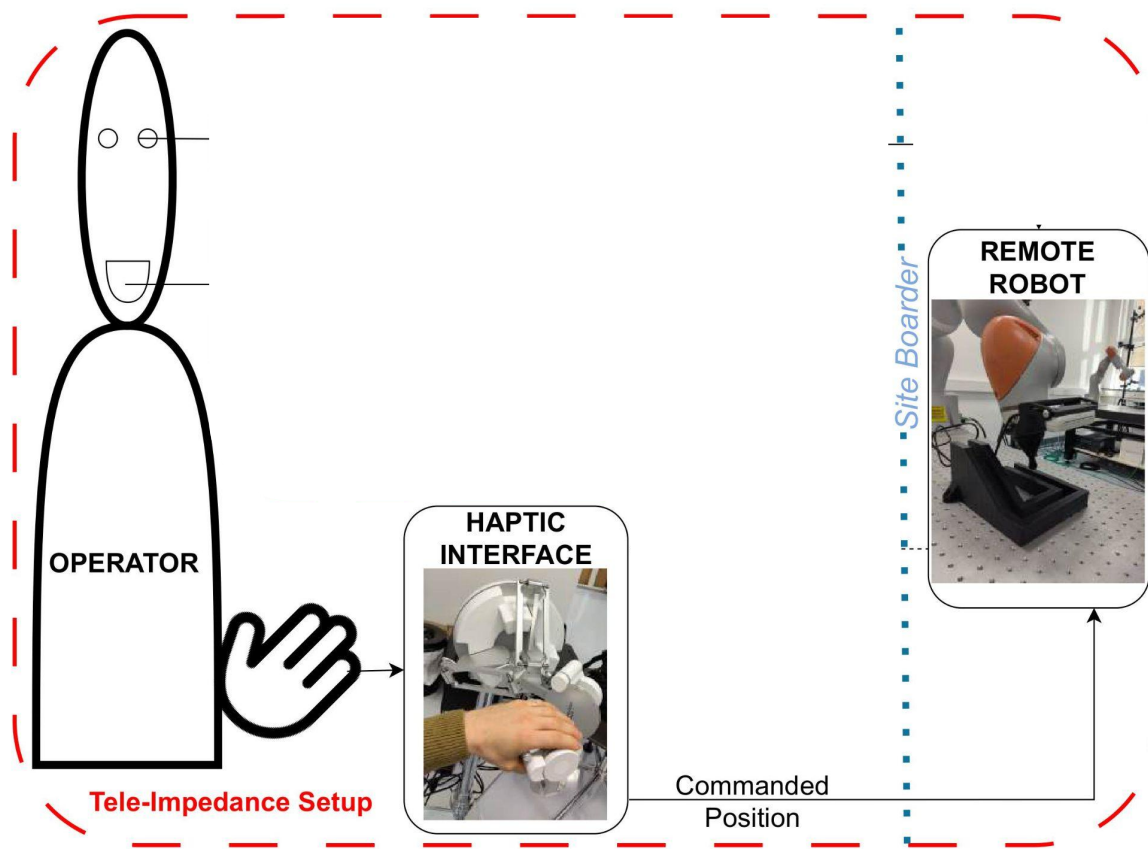 REMOTE
ROBOT
Site Boarder
HAPTIC
INTERFACE
OPERATOR
Tele-Impedance Setup
Commanded
Position